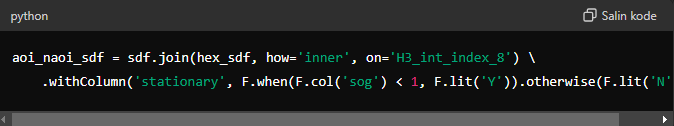 python
Salin kode
aoi_naoi_sdf = sdf.join(hex_sdf, how='inner', on='H3_int_index_8') \
.withColumn('stationary', F.when(F.col('sog') < 1, F.lit('Y')).otherwise(F.lit('N'